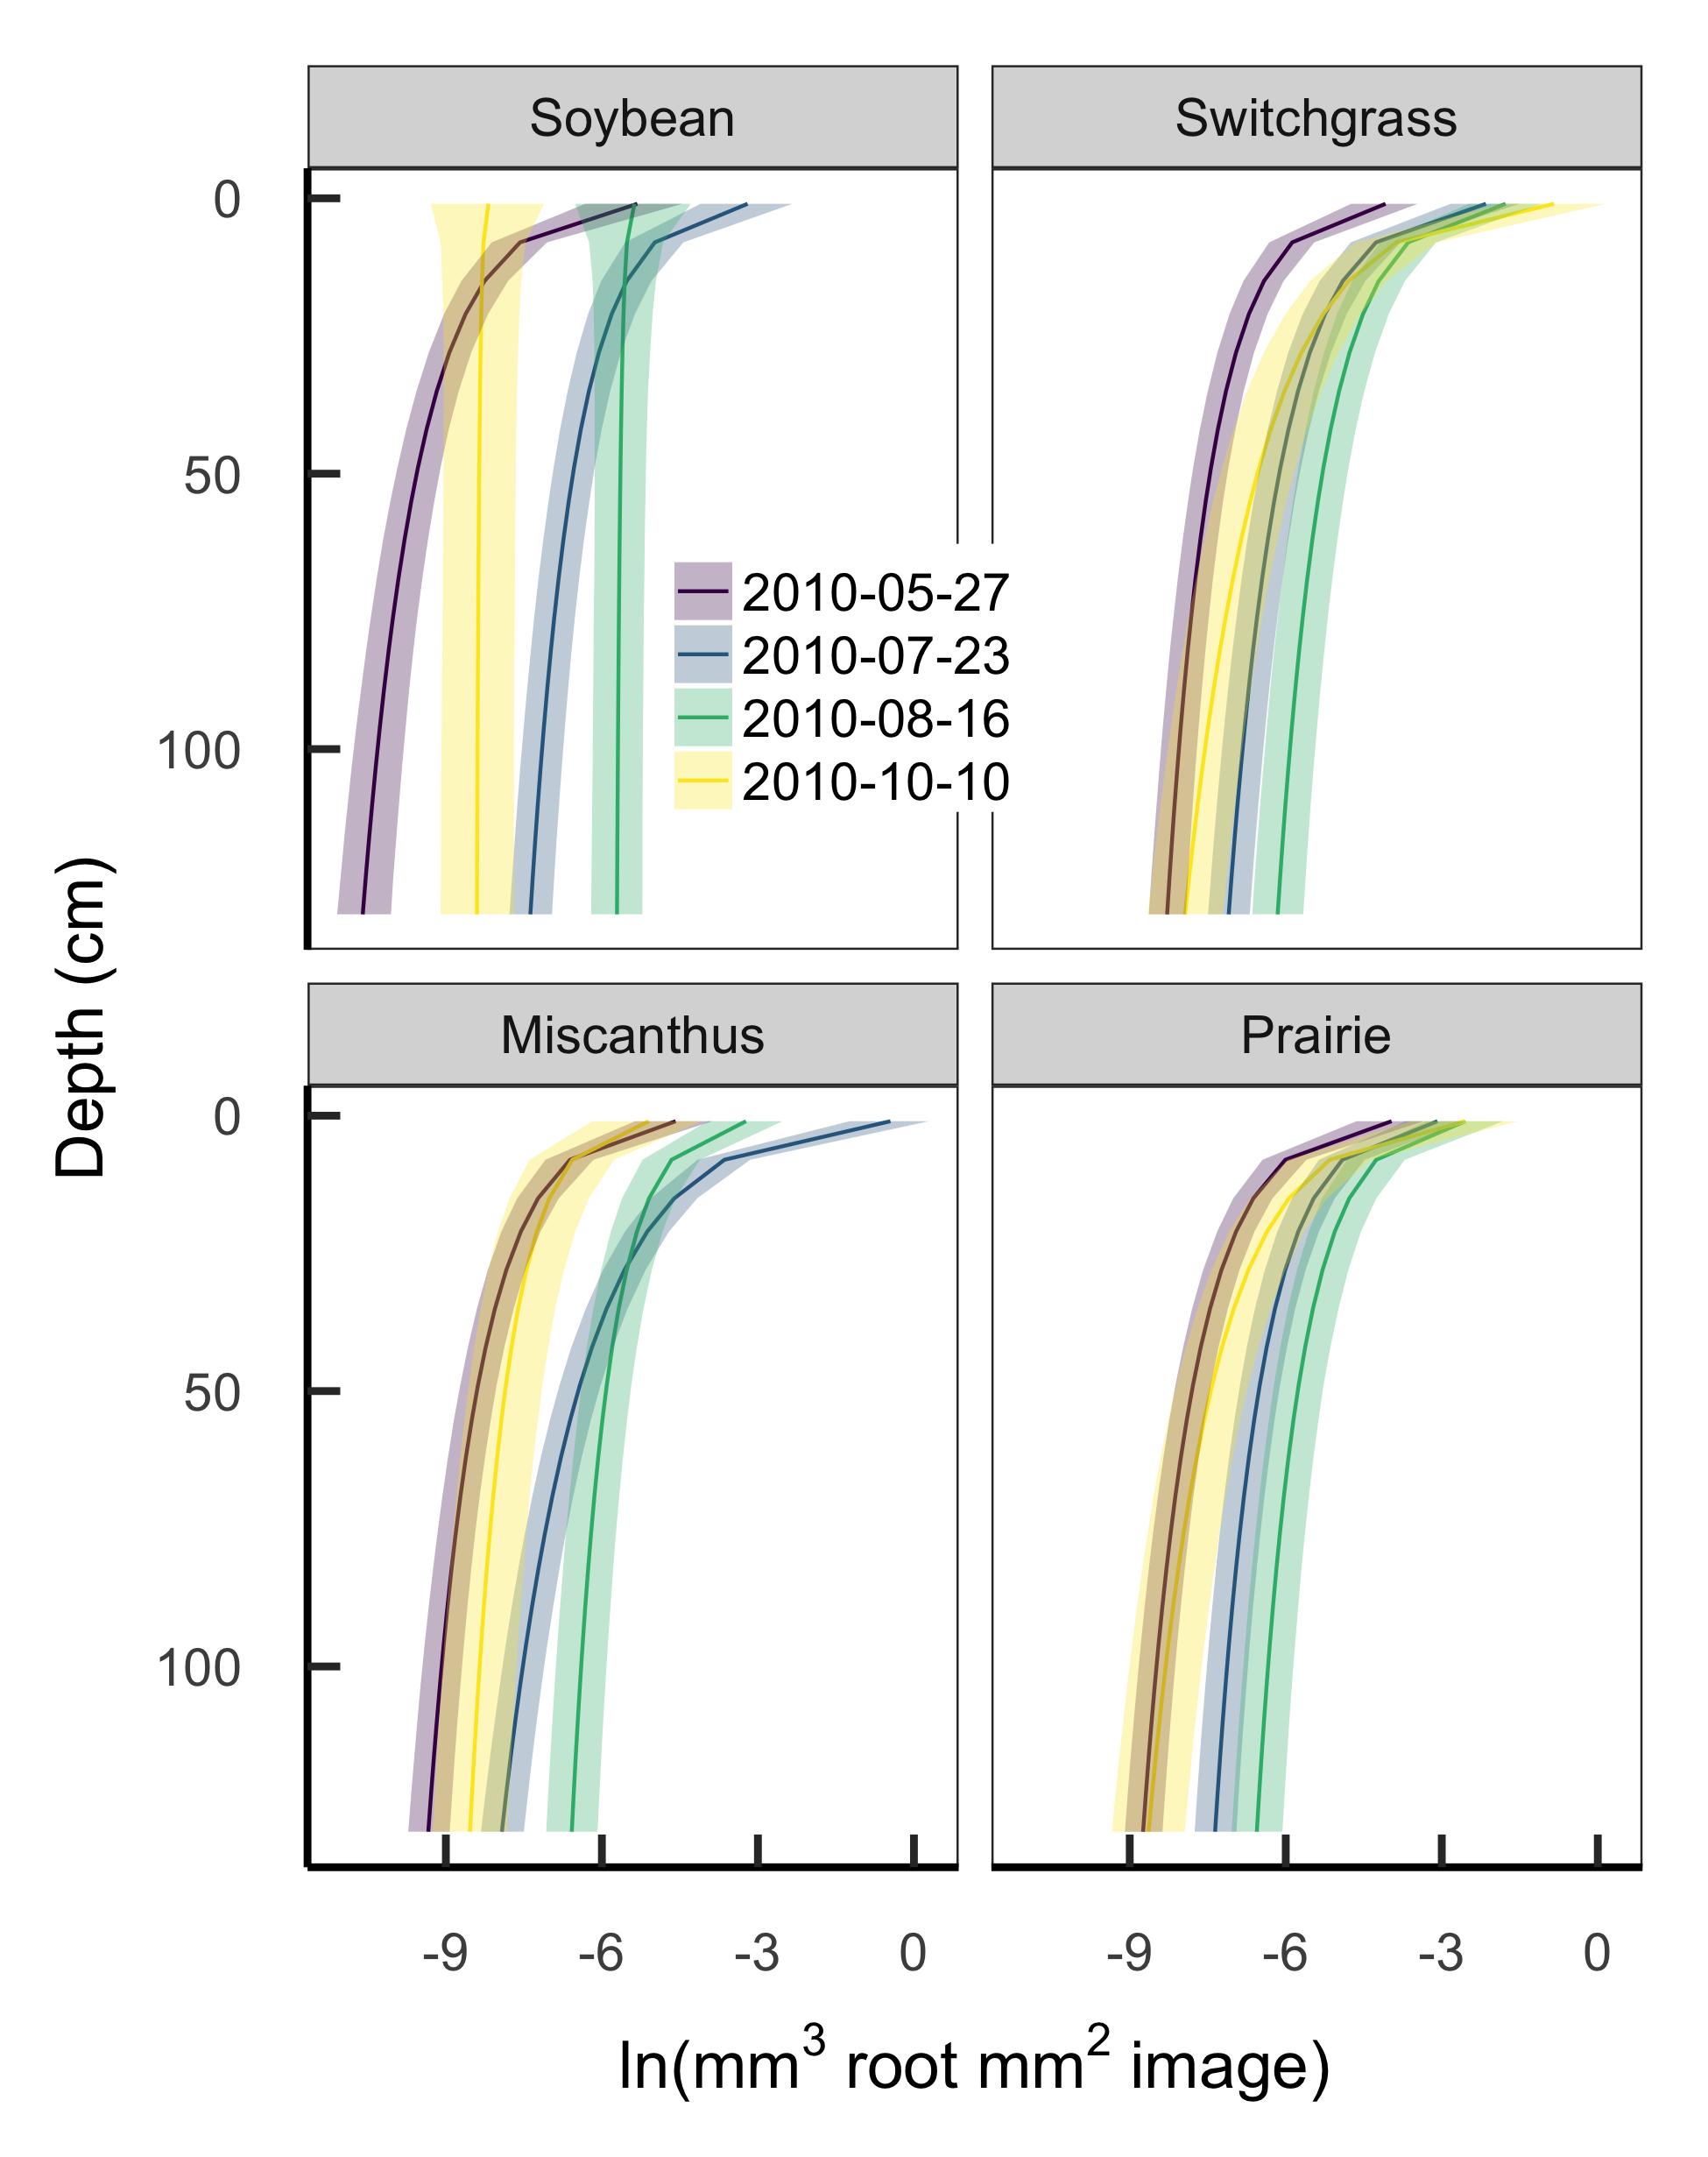 Soybean
Switchgrass
0
50
100
2010-05-27
2010-07-23
2010-08-16
2010-10-10
Depth (cm)
Miscanthus
Prairie
0
50
100
-9 -6 -3 0
-9 -6 -3 0
ln(mm³ root mm² image)